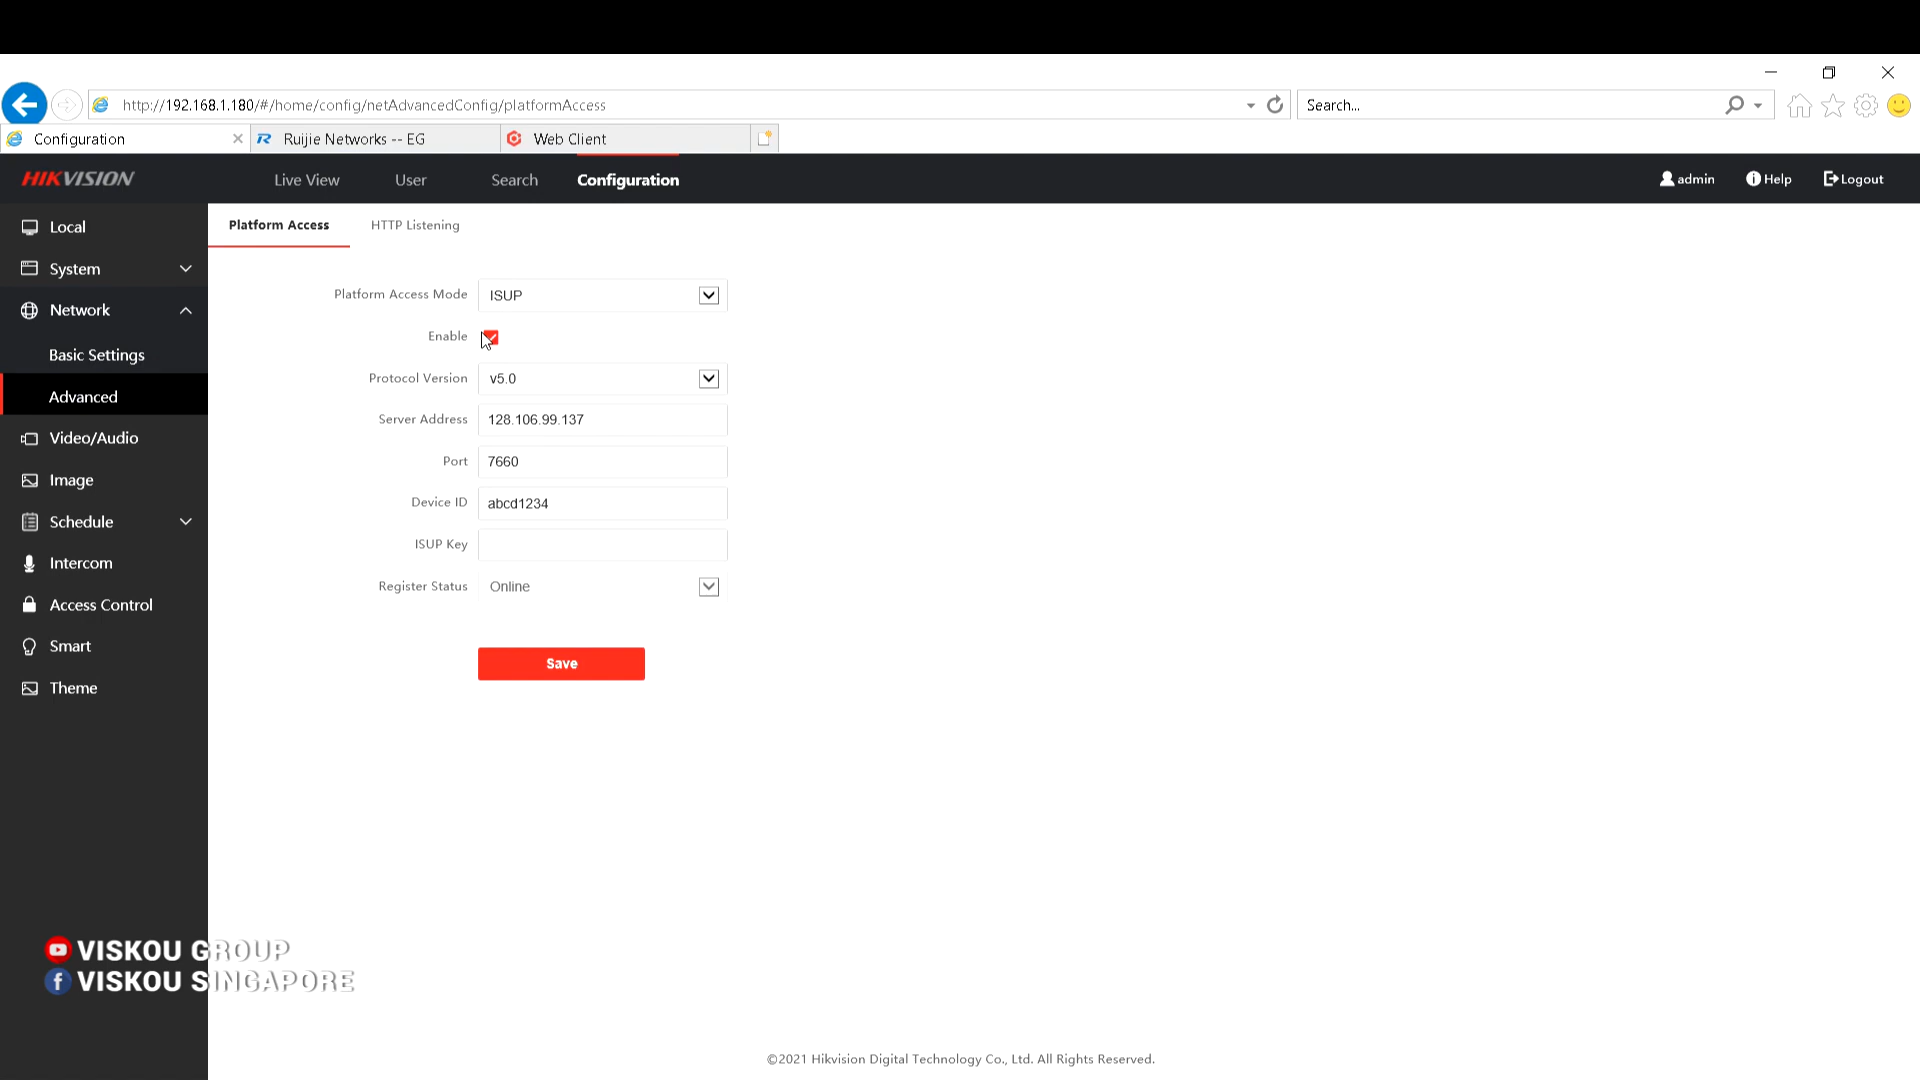 http://192.168.1.180/#/home/config/netAdvancedConfig/platformAccess
Search...
Configuration
Ruijie Networks -- EG
Web Client
HIKVISION
Live View
User
Search
Configuration
admin
Help
Logout
Local
System
Network
Basic Settings
Advanced
Video/Audio
Image
Schedule
Intercom
Access Control
Smart
Theme
Platform Access
HTTP Listening
Platform Access Mode ISUP
Enable
Protocol Version v5.0
Server Address 128.106.99.137
Port 7660
Device ID abcd1234
ISUP Key
Register Status Online
Save
VISKOU GROUP
VISKOU SINGAPORE
©2021 Hikvision Digital Technology Co., Ltd. All Rights Reserved.